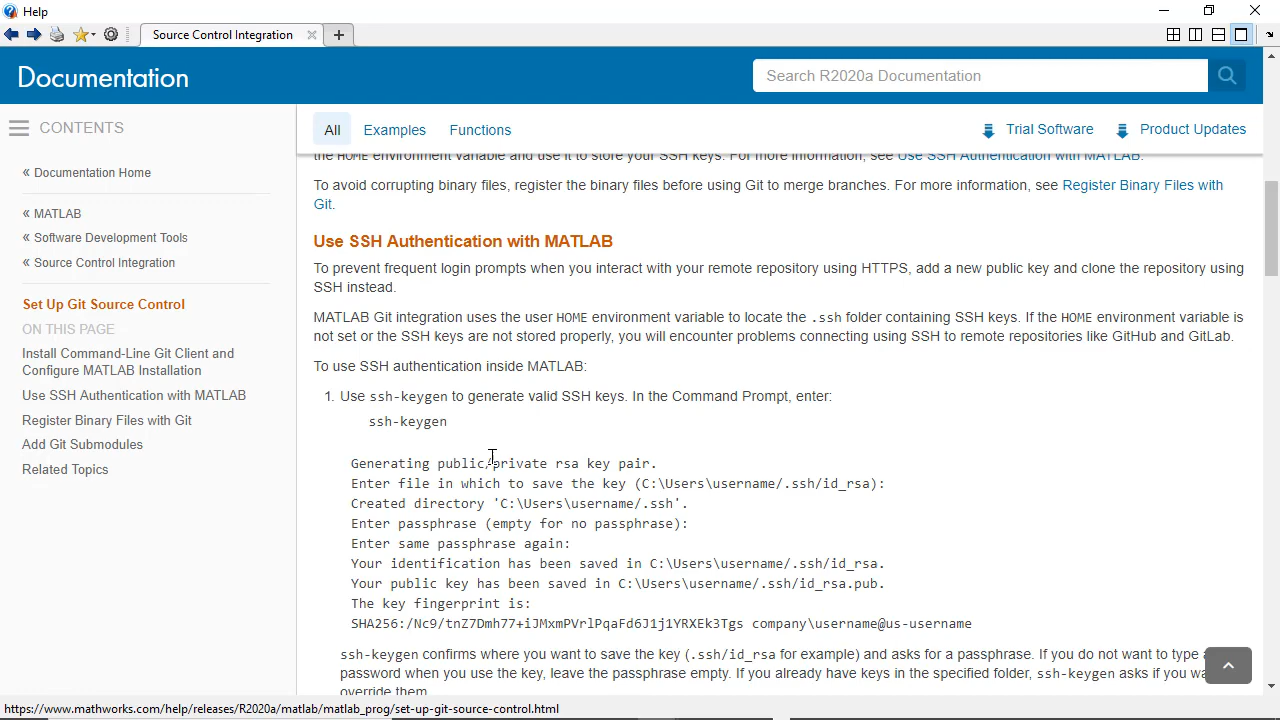 Help
Source Control Integration
Documentation
Search R2020a Documentation
CONTENTS
All
Examples
Functions
Trial Software
Product Updates
« Documentation Home
« MATLAB
« Software Development Tools
« Source Control Integration
Set Up Git Source Control
ON THIS PAGE
Install Command-Line Git Client and
Configure MATLAB Installation
Use SSH Authentication with MATLAB
Register Binary Files with Git
Add Git Submodules
Related Topics
the HOME environment variable and use it to store your SSH keys. For more information, see Use SSH Authentication with MATLAB.
To avoid corrupting binary files, register the binary files before using Git to merge branches. For more information, see Register Binary Files with
Git.
Use SSH Authentication with MATLAB
To prevent frequent login prompts when you interact with your remote repository using HTTPS, add a new public key and clone the repository using
SSH instead.
MATLAB Git integration uses the user HOME environment variable to locate the .ssh folder containing SSH keys. If the HOME environment variable is
not set or the SSH keys are not stored properly, you will encounter problems connecting using SSH to remote repositories like GitHub and GitLab.
To use SSH authentication inside MATLAB:
1. Use ssh-keygen to generate valid SSH keys. In the Command Prompt, enter:
ssh-keygen
Generating public/private rsa key pair.
Enter file in which to save the key (C:\Users\username/.ssh/id_rsa):
Created directory 'C:\Users\username/.ssh'.
Enter passphrase (empty for no passphrase):
Enter same passphrase again:
Your identification has been saved in C:\Users\username/.ssh/id_rsa.
Your public key has been saved in C:\Users\username/.ssh/id_rsa.pub.
The key fingerprint is:
SHA256:/Nc9/tnZ7Dmh77+iJMxmPVrlPqaFd6J1j1YRXEk3Tgs company\username@us-username
ssh-keygen confirms where you want to save the key (.ssh/id_rsa for example) and asks for a passphrase. If you do not want to type
password when you use the key, leave the passphrase empty. If you already have keys in the specified folder, ssh-keygen asks if you
override them.
https://www.mathworks.com/help/releases/R2020a/matlab/matlab_prog/set-up-git-source-control.html